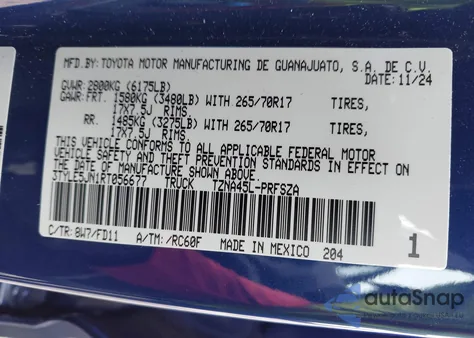 MFD.BY: TOYOTA MOTOR MANUFACTURING DE GUANAJUATO, S.A. DE C.V.
DATE: 11/24
GVWR: 2800KG (6175LB)
GAWR: FRT. 1580KG (3480LB) WITH 265/70R17 TIRES,
17X7.5J RIMS.
RR. 1485KG (3275LB) WITH 265/70R17 TIRES,
17X7.5J RIMS.
THIS VEHICLE CONFORMS TO ALL APPLICABLE FEDERAL MOTOR
VEHICLE SAFETY AND THEFT PREVENTION STANDARDS IN EFFECT ON
THE DATE OF MANUFACTURE SHOWN ABOVE.
3TYLE5JN1RT056677 TRUCK TZNA45L-PRFSZA
C/TR: 8W7/FD11 A/TM: /RC60F MADE IN MEXICO 204
1
autoSnap